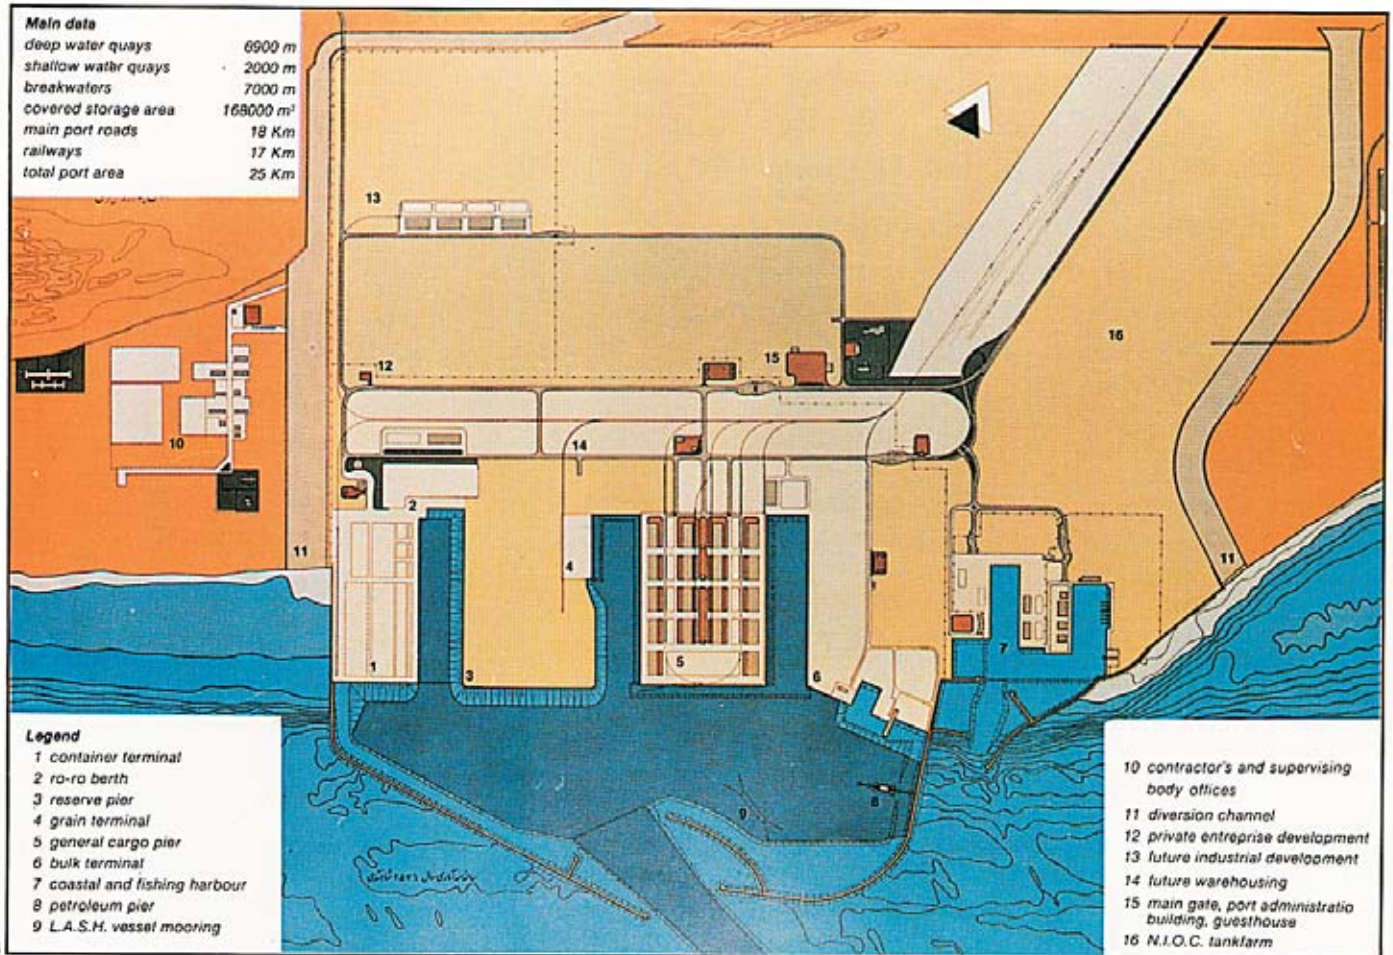 Main data
deep water quays 6900 m
shallow water quays 2000 m
breakwaters 7000 m
covered storage area 168000 m²
main port roads 18 Km
railways 17 Km
total port area 25 Km
13
16
15
12
14
10
2
11
11
4
7
1
3
5
6
8
9
Legend
1 container terminal
2 ro-ro berth
3 reserve pier
4 grain terminal
5 general cargo pier
6 bulk terminal
7 coastal and fishing harbour
8 petroleum pier
9 L.A.S.H. vessel mooring
10 contractor's and supervising
body offices
11 diversion channel
12 private entreprise development
13 future industrial development
14 future warehousing
15 main gate, port administratio
building, guesthouse
16 N.I.O.C. tankfarm